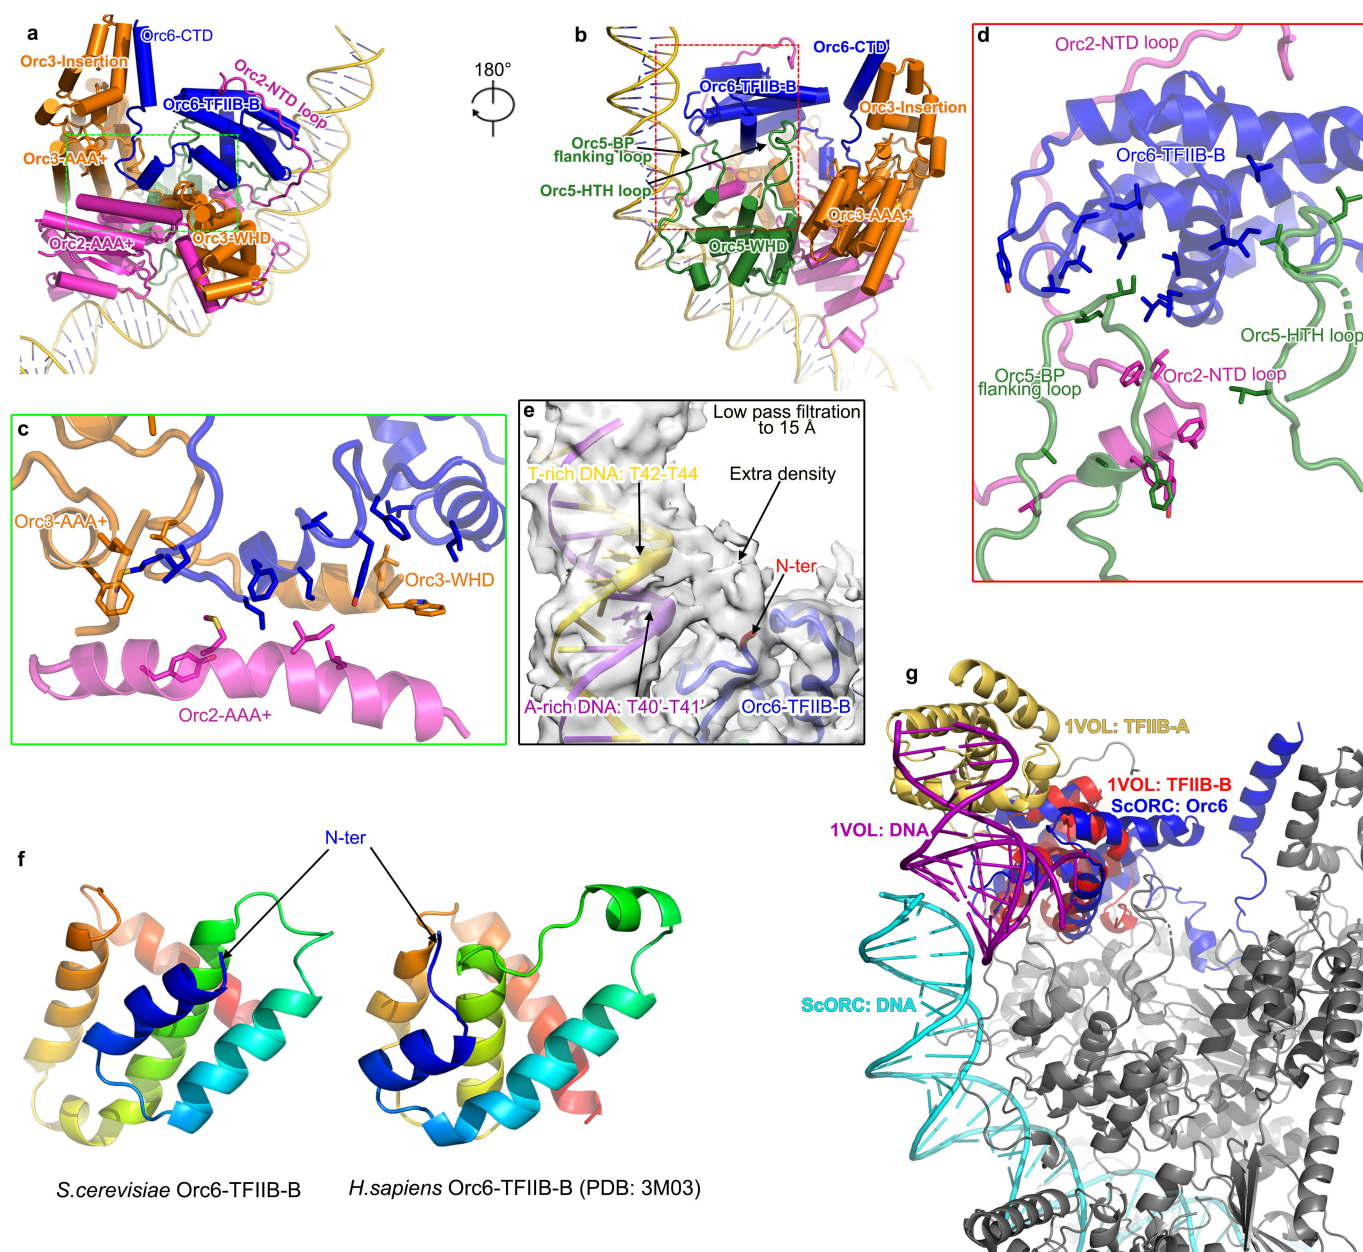 a
Orc6-CTD
Orc3-Insertion
Orc2-NTD loop
Orc6-TFIIB-B
Orc3-AAA+
Orc3-WHD
Orc2-AAA+
180°
b
Orc6-CTD
Orc6-TFIIB-B
Orc3-Insertion
Orc5-BP
flanking loop
Orc5-HTH loop
Orc3-AAA+
Orc5-WHD
d
Orc2-NTD loop
Orc6-TFIIB-B
Orc5-HTH loop
Orc5-BP
flanking loop
Orc2-NTD loop
c
Orc3-AAA+
Orc3-WHD
Orc2-AAA+
e
Low pass filtration
to 15 Å
T-rich DNA: T42-T44
Extra density
N-ter
A-rich DNA: T40'-T41'
Orc6-TFIIB-B
f
N-ter
S.cerevisiae Orc6-TFIIB-B
H.sapiens Orc6-TFIIB-B (PDB: 3M03)
g
1VOL: TFIIB-A
1VOL: TFIIB-B
ScORC: Orc6
1VOL: DNA
ScORC: DNA